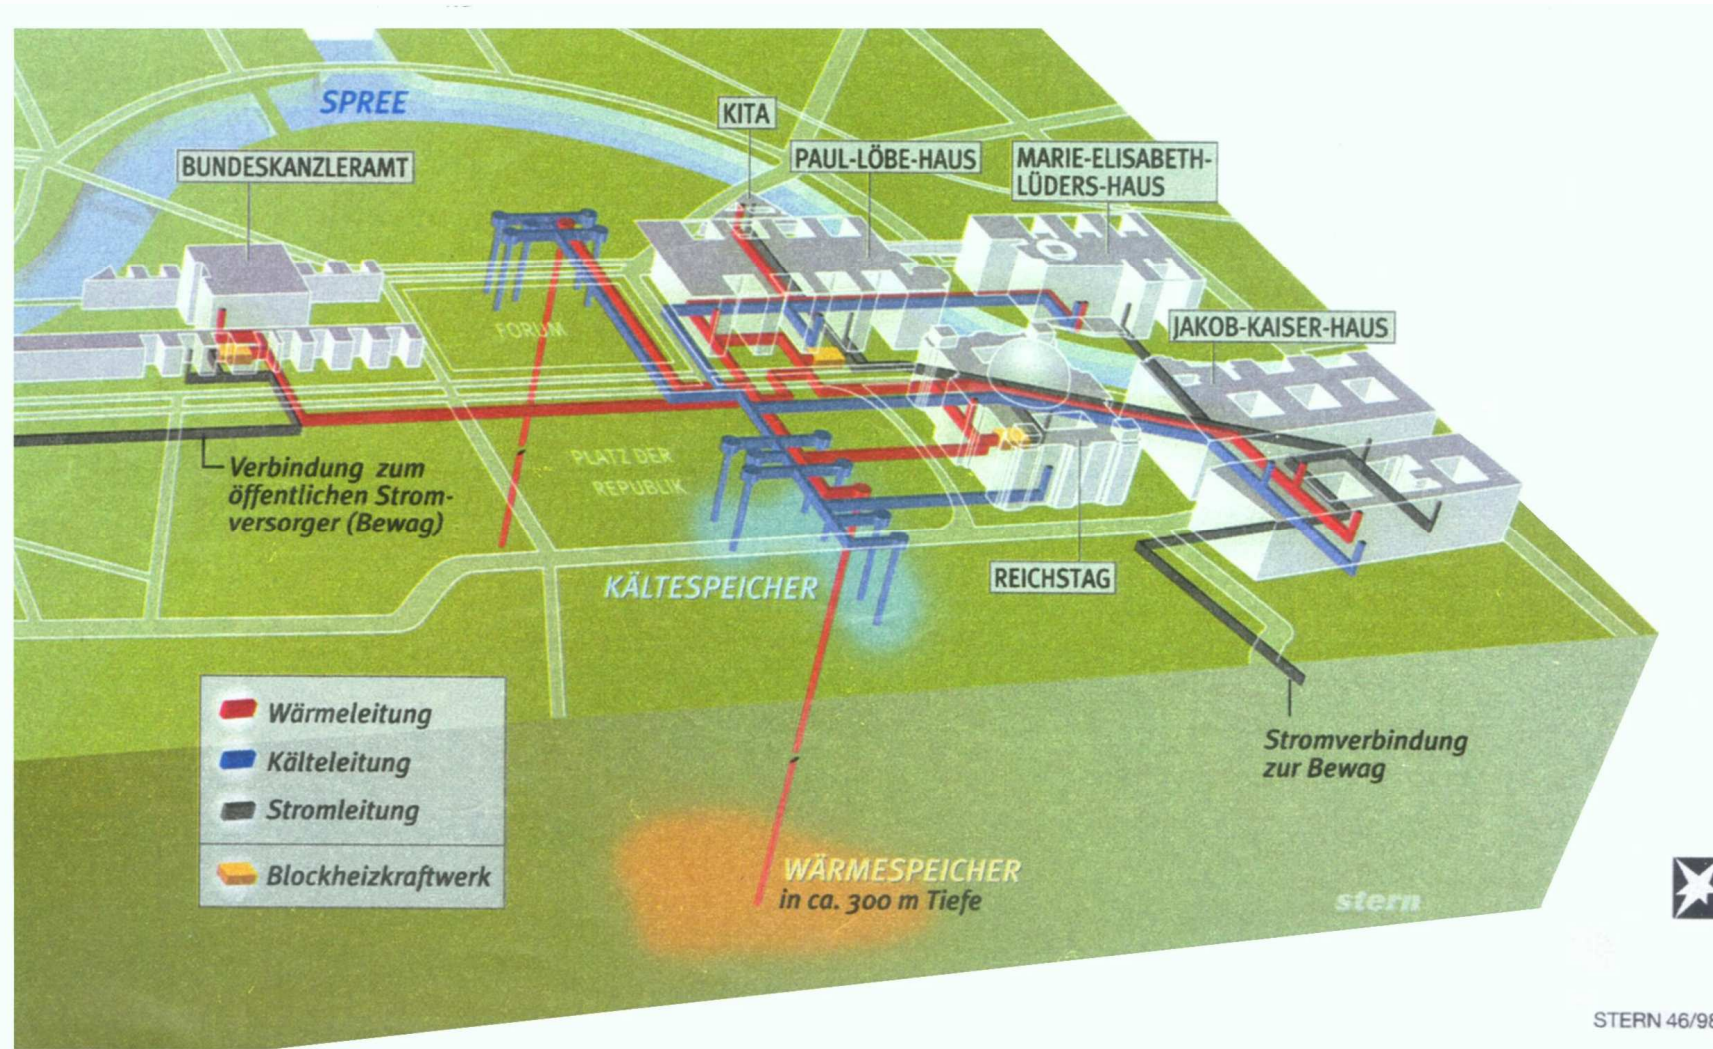 SPREE
KITA
BUNDESKANZLERAMT
PAUL-LÖBE-HAUS
MARIE-ELISABETH-
LÜDERS-HAUS
JAKOB-KAISER-HAUS
FORUM
Verbindung zum
öffentlichen Strom-
versorger (Bewag)
PLATZ DER
REPUBLIK
KÄLTESPEICHER
REICHSTAG
Wärmeleitung
Kälteleitung
Stromleitung
Blockheizkraftwerk
Stromverbindung
zur Bewag
WÄRMESPEICHER
in ca. 300 m Tiefe
stern
STERN 46/98